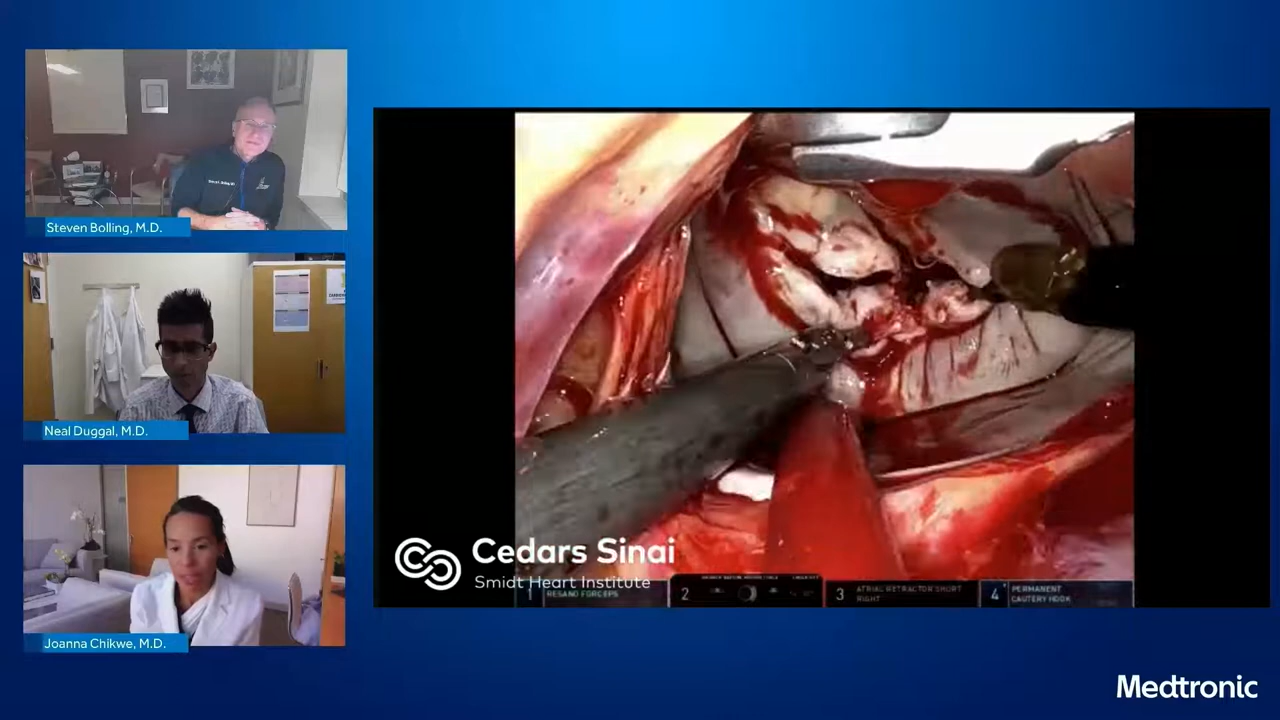 Steven Bolling, M.D.
Neal Duggal, M.D.
Joanna Chikwe, M.D.
Cedars Sinai
Smidt Heart Institute
1 RESANO FORCEPS
2
3 ATRIAL RETRACTOR SHORT
RIGHT
4 PERMANENT
CAUTERY HOOK
Medtronic